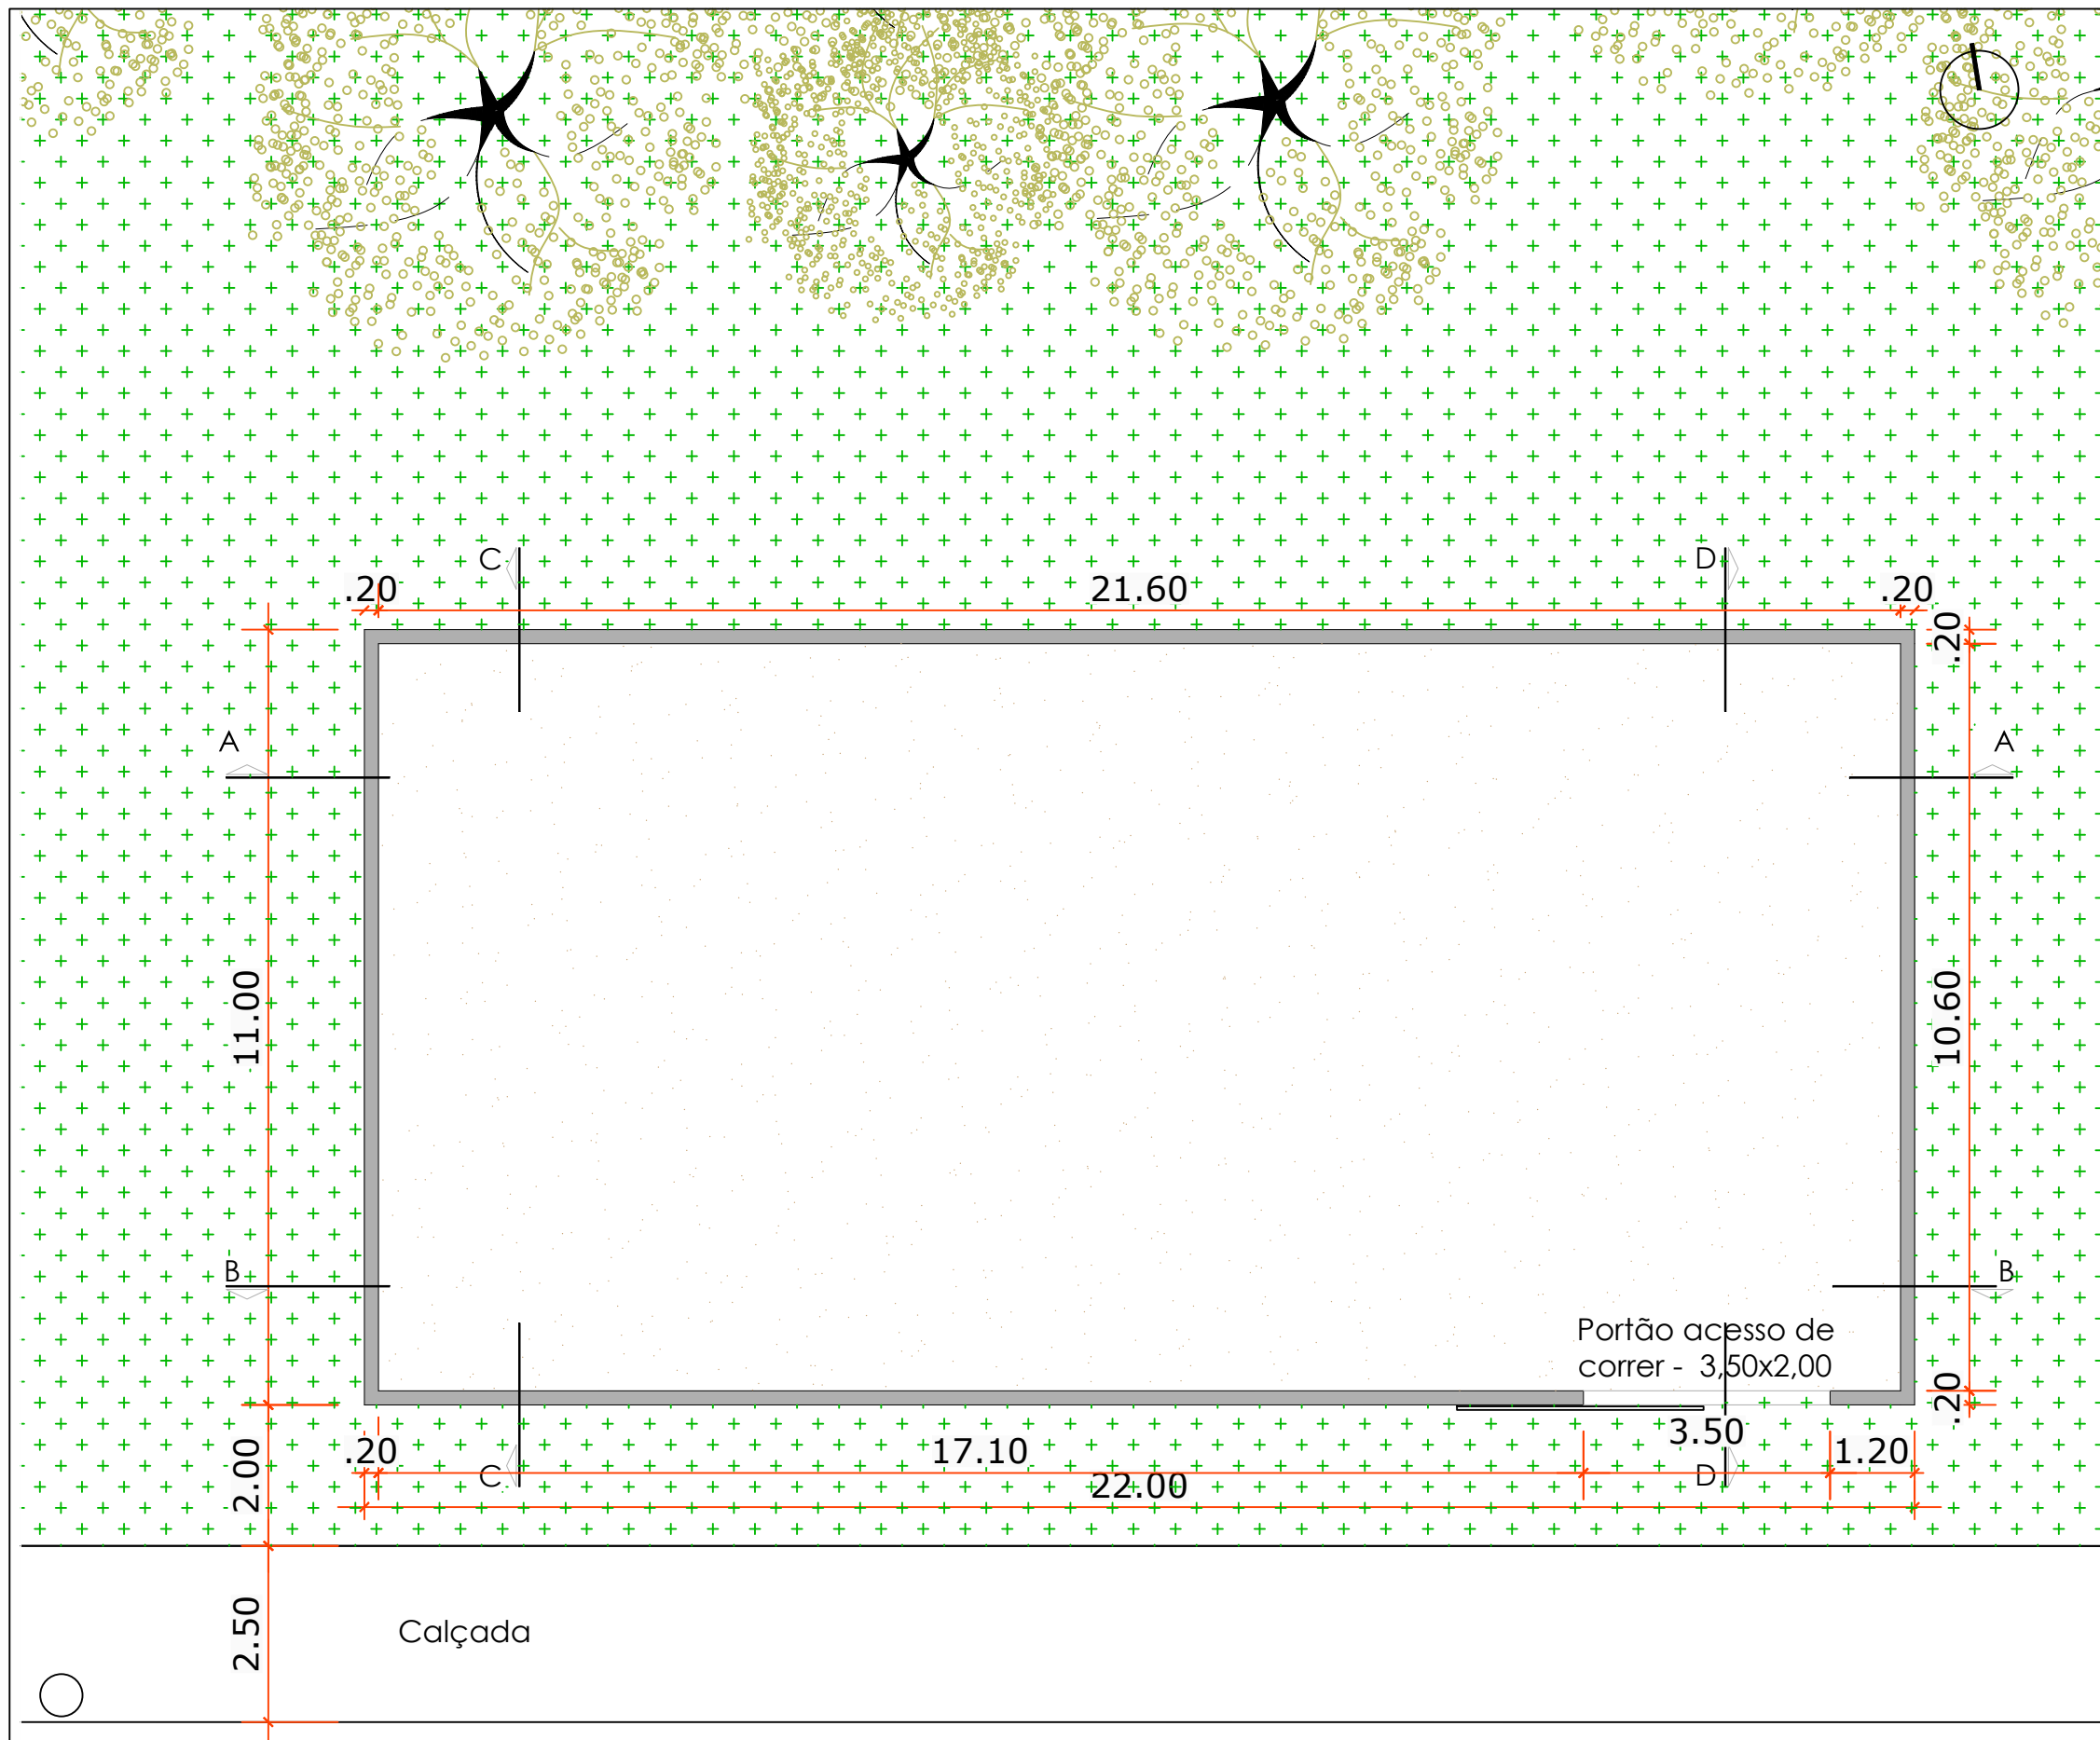 C
D
.20
21.60
.20
.20
A
A
11.00
10.60
B
B
Portão acesso de
correr - 3,50x2,00
.20
3.50
.20
17.10
1.20
2.00
C
22.00
D
2.50
Calçada